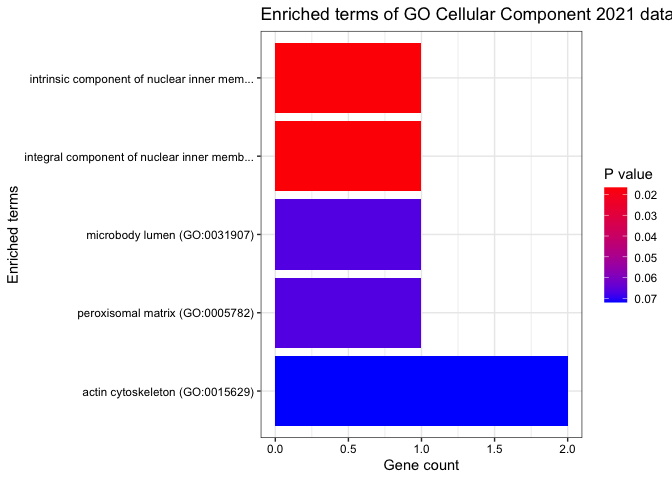 Enriched terms of GO Cellular Component 2021 data
intrinsic component of nuclear inner mem...
integral component of nuclear inner memb...
microbody lumen (GO:0031907)
peroxisomal matrix (GO:0005782)
actin cytoskeleton (GO:0015629)
Enriched terms
0.0 0.5 1.0 1.5 2.0
Gene count
P value
0.02
0.03
0.04
0.05
0.06
0.07